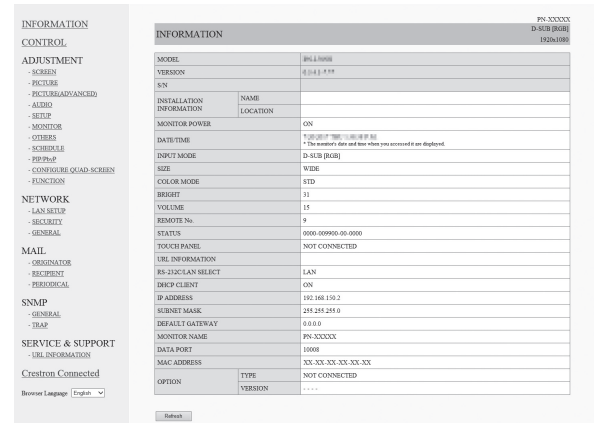 INFORMATION
CONTROL
ADJUSTMENT
- SCREEN
- PICTURE
- PICTURE(ADVANCED)
- AUDIO
- SETUP
- MONITOR
- OTHERS
- SCHEDULE
- PIP/PbyP
- CONFIGURE QUAD-SCREEN
- FUNCTION
NETWORK
- LAN SETUP
- SECURITY
- GENERAL
MAIL
- ORIGINATOR
- RECIPIENT
- PERIODICAL
SNMP
- GENERAL
- TRAP
SERVICE & SUPPORT
- URL INFORMATION
Crestron Connected
Browser Language English
PN-XXXXX
INFORMATION
D-SUB [RGB]
1920x1080
MODEL
VERSION
S/N
INSTALLATION INFORMATION NAME
LOCATION
MONITOR POWER ON
DATE/TIME
* The monitor's date and time when you accessed it are displayed.
INPUT MODE D-SUB [RGB]
SIZE WIDE
COLOR MODE STD
BRIGHT 31
VOLUME 15
REMOTE No. 9
STATUS 0000-009900-00-0000
TOUCH PANEL NOT CONNECTED
URL INFORMATION
RS-232C/LAN SELECT LAN
DHCP CLIENT ON
IP ADDRESS 192.168.150.2
SUBNET MASK 255.255.255.0
DEFAULT GATEWAY 0.0.0.0
MONITOR NAME PN-XXXXX
DATA PORT 10008
MAC ADDRESS XX-XX-XX-XX-XX-XX
OPTION TYPE NOT CONNECTED
VERSION - - - -
Refresh